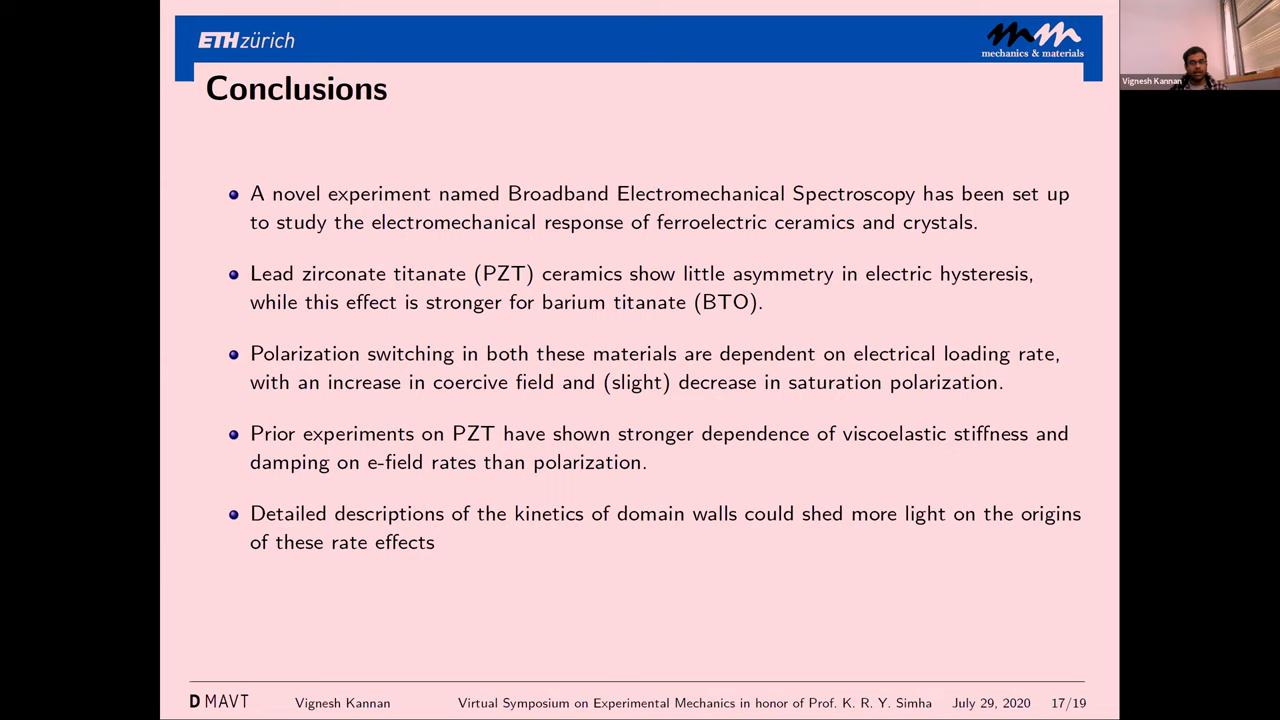 ETH zürich
mm
mechanics & materials
Vignesh Kannan
Conclusions
A novel experiment named Broadband Electromechanical Spectroscopy has been set up
to study the electromechanical response of ferroelectric ceramics and crystals.
Lead zirconate titanate (PZT) ceramics show little asymmetry in electric hysteresis,
while this effect is stronger for barium titanate (BTO).
Polarization switching in both these materials are dependent on electrical loading rate,
with an increase in coercive field and (slight) decrease in saturation polarization.
Prior experiments on PZT have shown stronger dependence of viscoelastic stiffness and
damping on e-field rates than polarization.
Detailed descriptions of the kinetics of domain walls could shed more light on the origins
of these rate effects
D MAVT Vignesh Kannan Virtual Symposium on Experimental Mechanics in honor of Prof. K. R. Y. Simha July 29, 2020 17/19